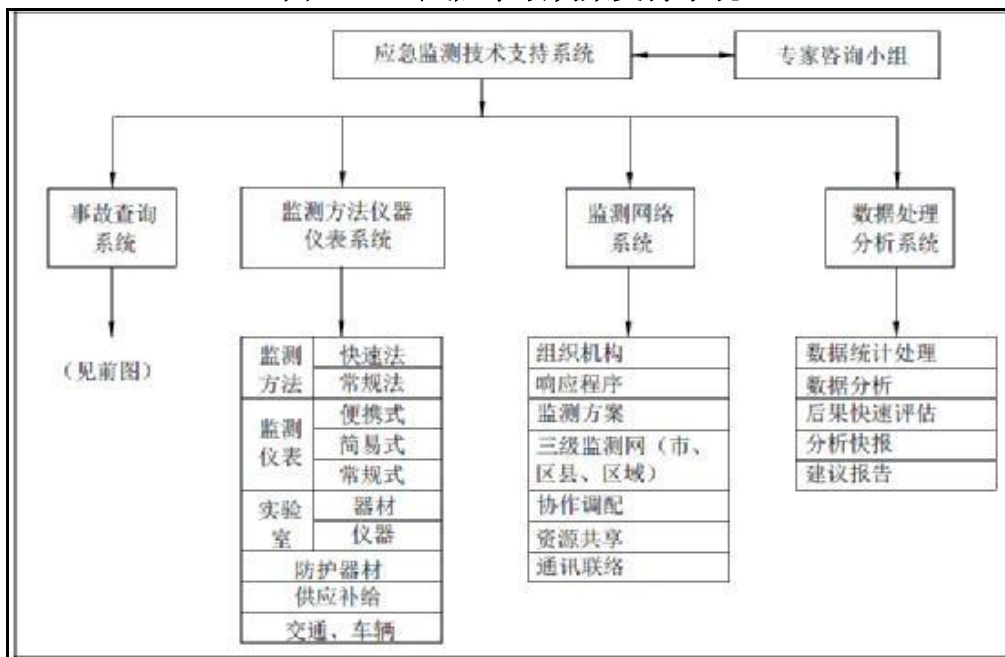 应急监测技术支持系统
专家咨询小组
事故查询
系统
监测方法仪器
仪表系统
监测网络
系统
数据处理
分析系统
（见前图）
监测
方法
快速法
常规法
监测
仪表
便携式
简易式
常规式
实验
室
器材
仪器
防护器材
供应补给
交通、车辆
组织机构
响应程序
监测方案
三级监测网（市、
区县、区域）
协作调配
资源共享
通讯联络
数据统计处理
数据分析
后果快速评估
分析快报
建议报告